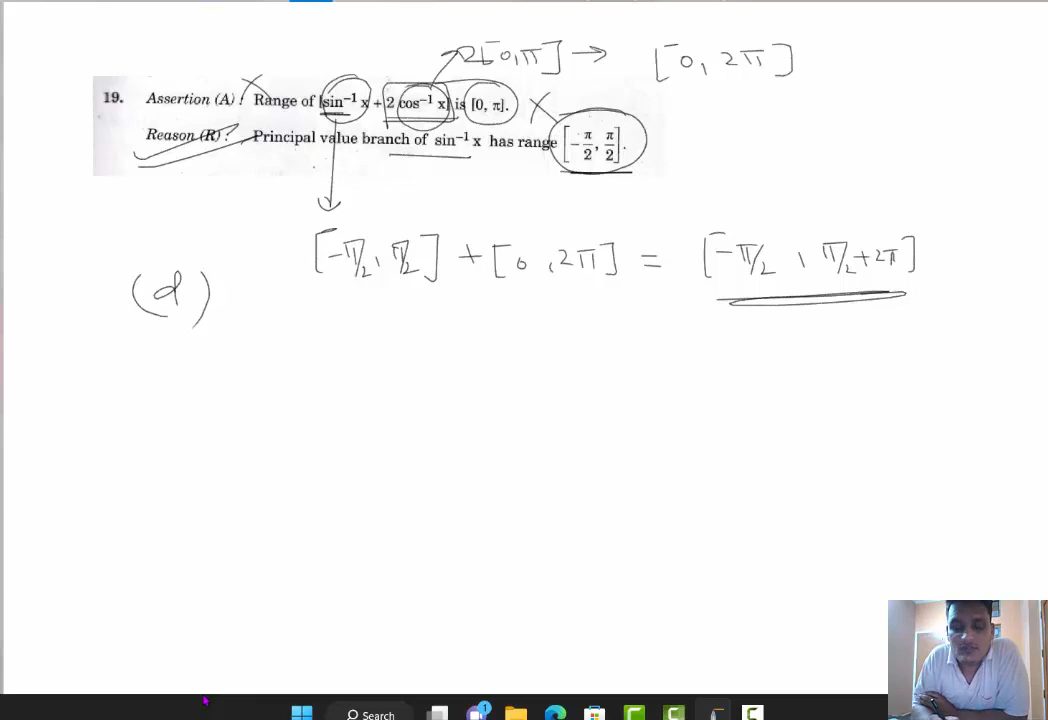 2[0,π] → [0, 2π]
19. Assertion (A) : Range of [sin⁻¹ x + 2 cos⁻¹ x] is [0, π].
Reason (R) : Principal value branch of sin⁻¹ x has range [-π/2, π/2].
[-π/2, π/2] + [0, 2π] = [-π/2, π/2+2π]
(d)
1
Search